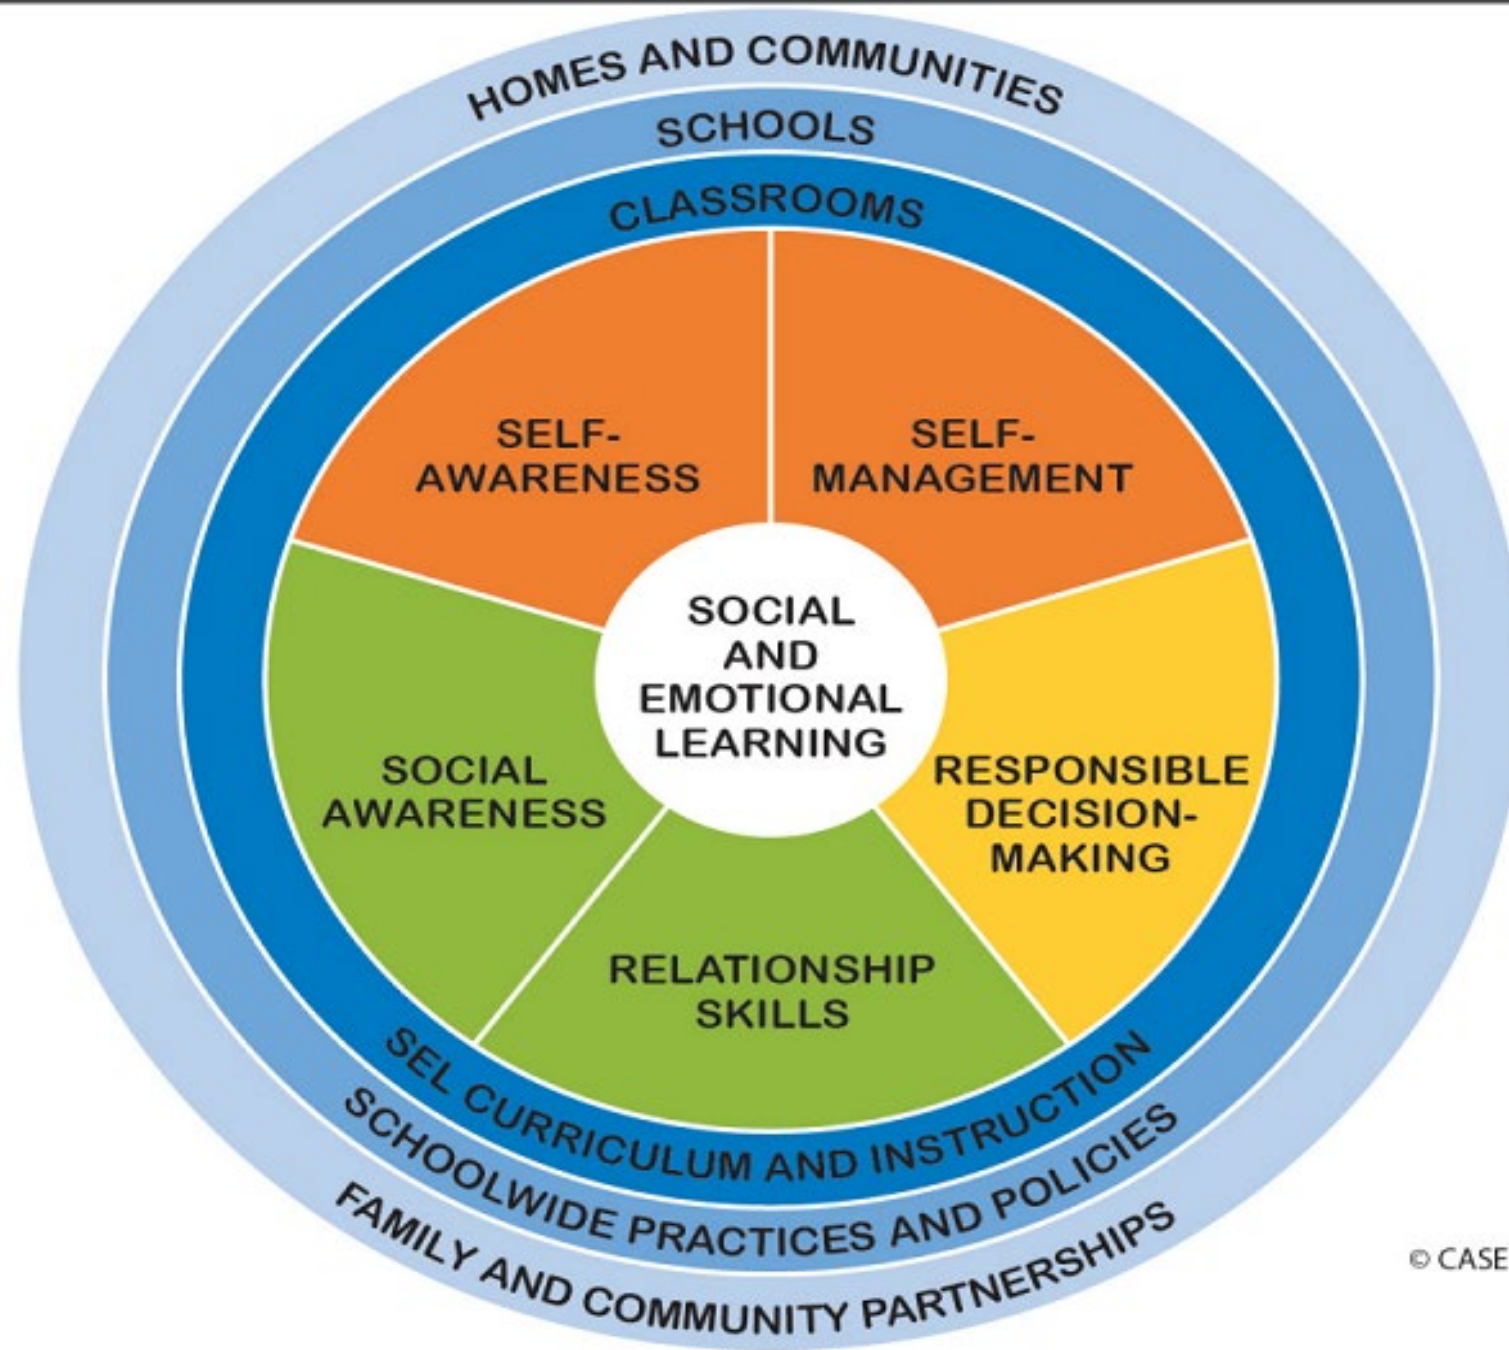 HOMES AND COMMUNITIES
SCHOOLS
CLASSROOMS
SELF-
AWARENESS
SELF-
MANAGEMENT
SOCIAL
AND
EMOTIONAL
LEARNING
SOCIAL
AWARENESS
RESPONSIBLE
DECISION-
MAKING
RELATIONSHIP
SKILLS
SEL CURRICULUM AND INSTRUCTION
SCHOOLWIDE PRACTICES AND POLICIES
FAMILY AND COMMUNITY PARTNERSHIPS
© CASE